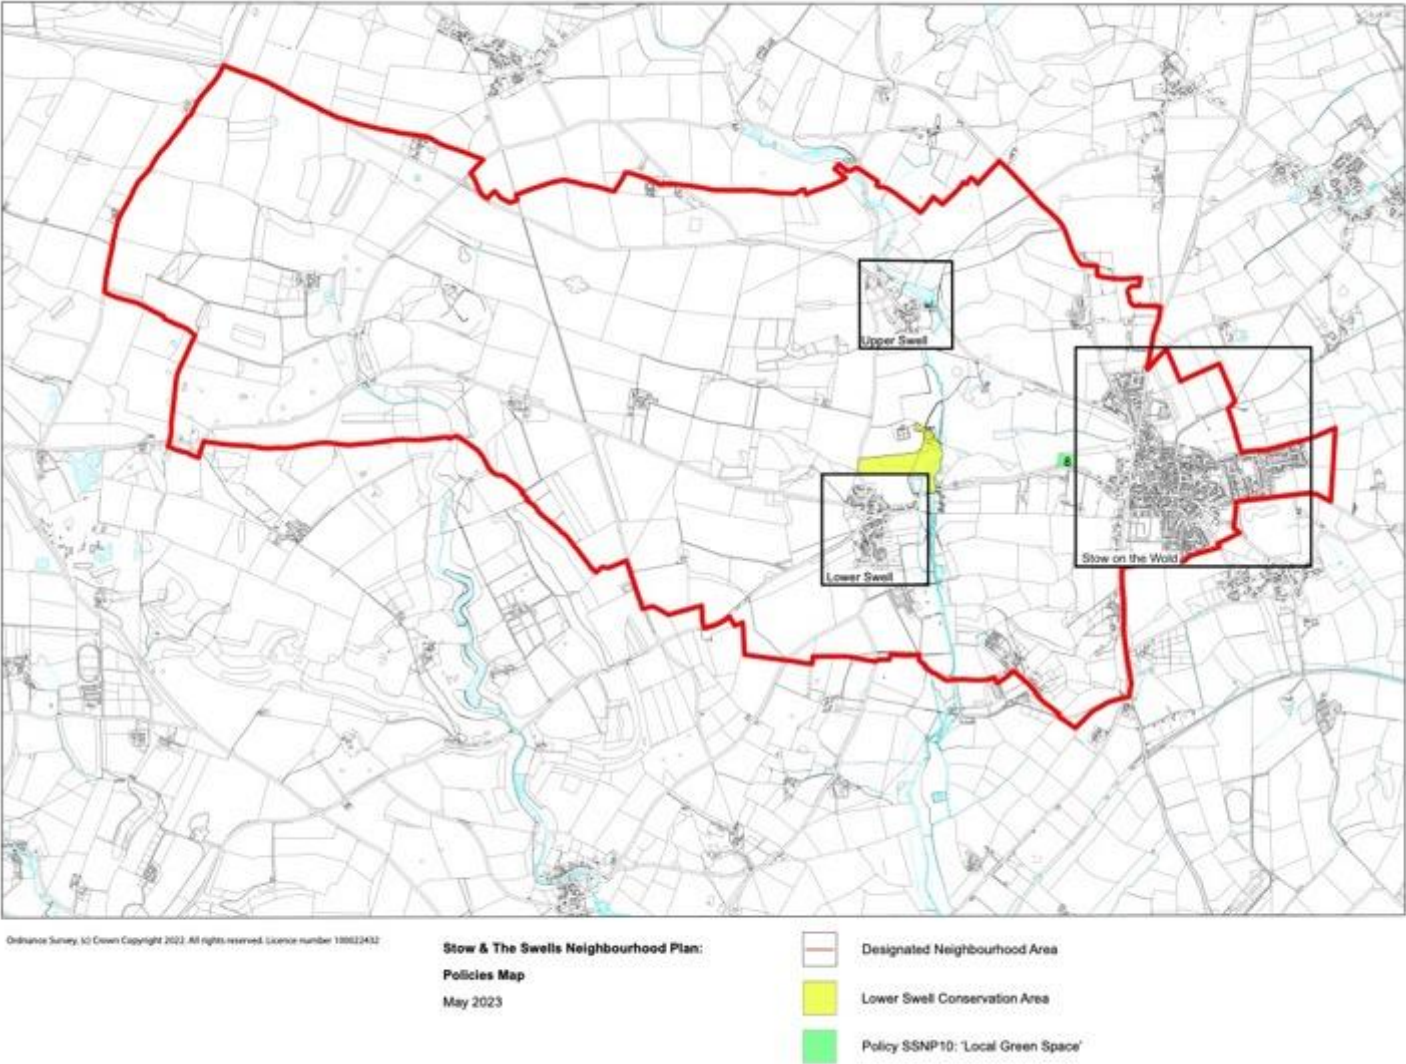 Upper Swell
8
Stow on the Wold
Lower Swell
Ordnance Survey, (c) Crown Copyright 2022. All rights reserved. Licence number 100022432
Stow & The Swells Neighbourhood Plan:
Policies Map
May 2023
Designated Neighbourhood Area
Lower Swell Conservation Area
Policy SSNP10: 'Local Green Space'